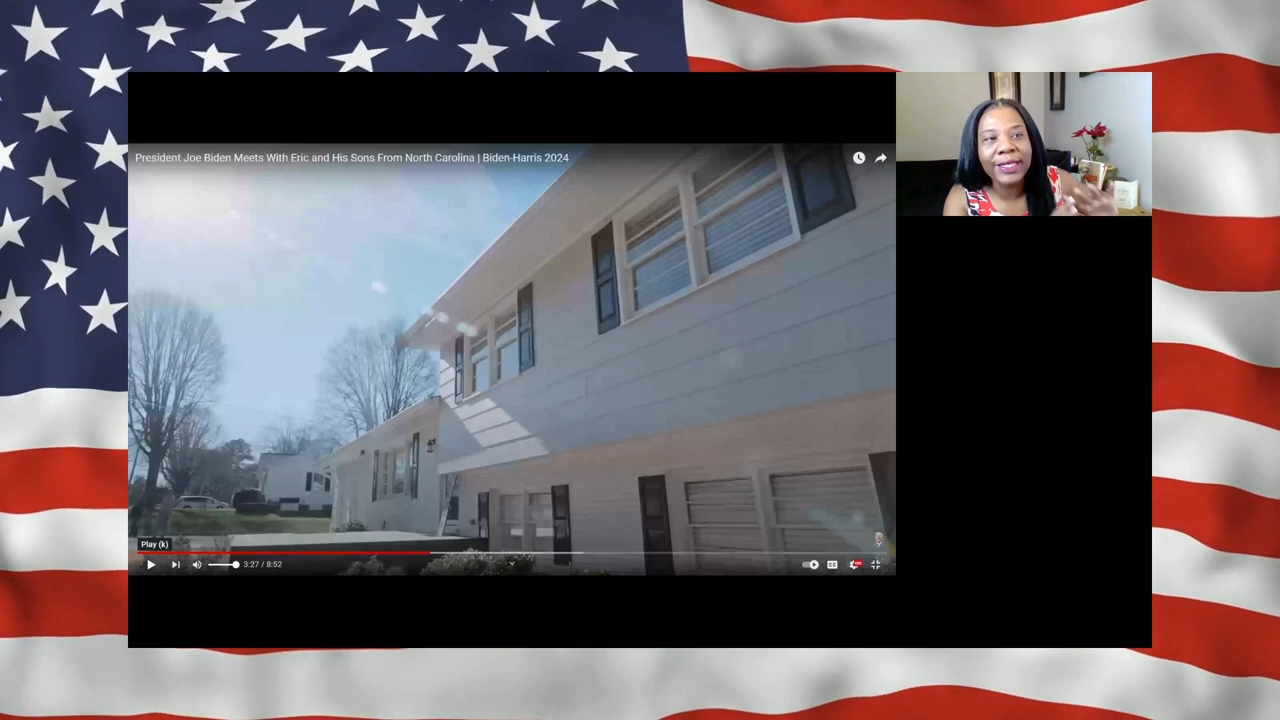 President Joe Biden Meets With Eric and His Sons From North Carolina | Biden-Harris 2024
Play (k)
3:27 / 8:52
CC